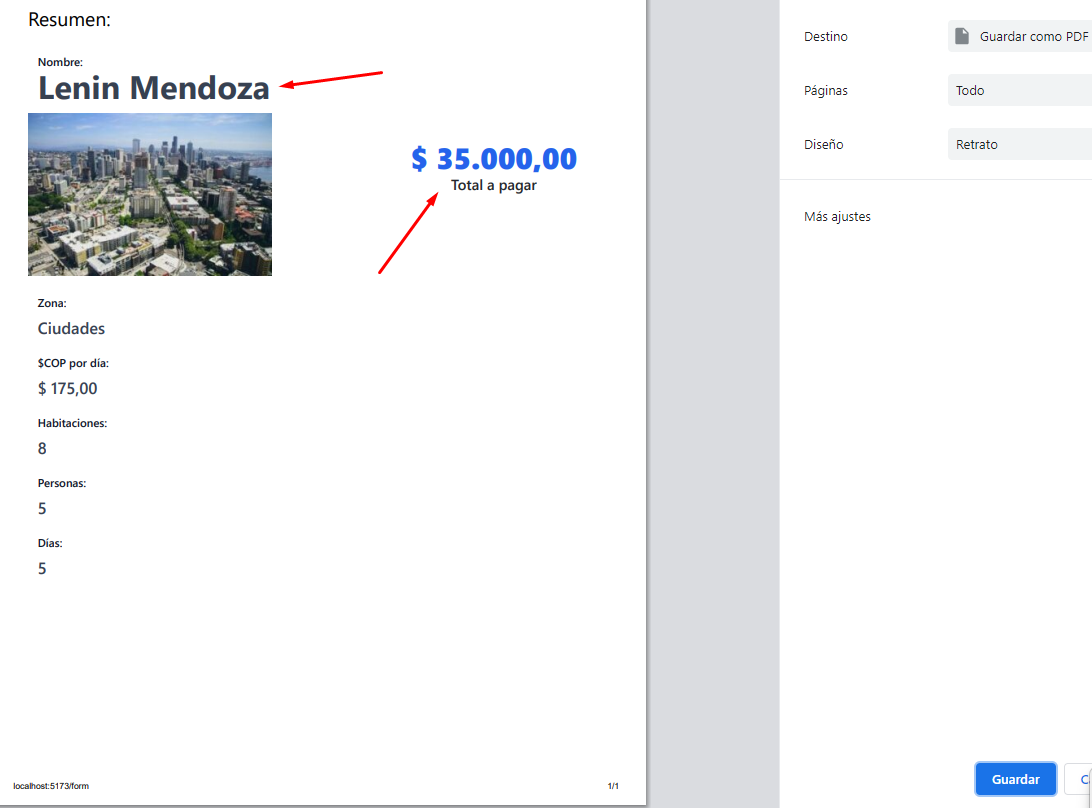 Resumen:
Nombre:
Lenin Mendoza
$ 35.000,00
Total a pagar
Zona:
Ciudades
$COP por día:
$ 175,00
Habitaciones:
8
Personas:
5
Días:
5
localhost:5173/form
1/1
Destino
Guardar como PDF
Páginas
Todo
Diseño
Retrato
Más ajustes
Guardar